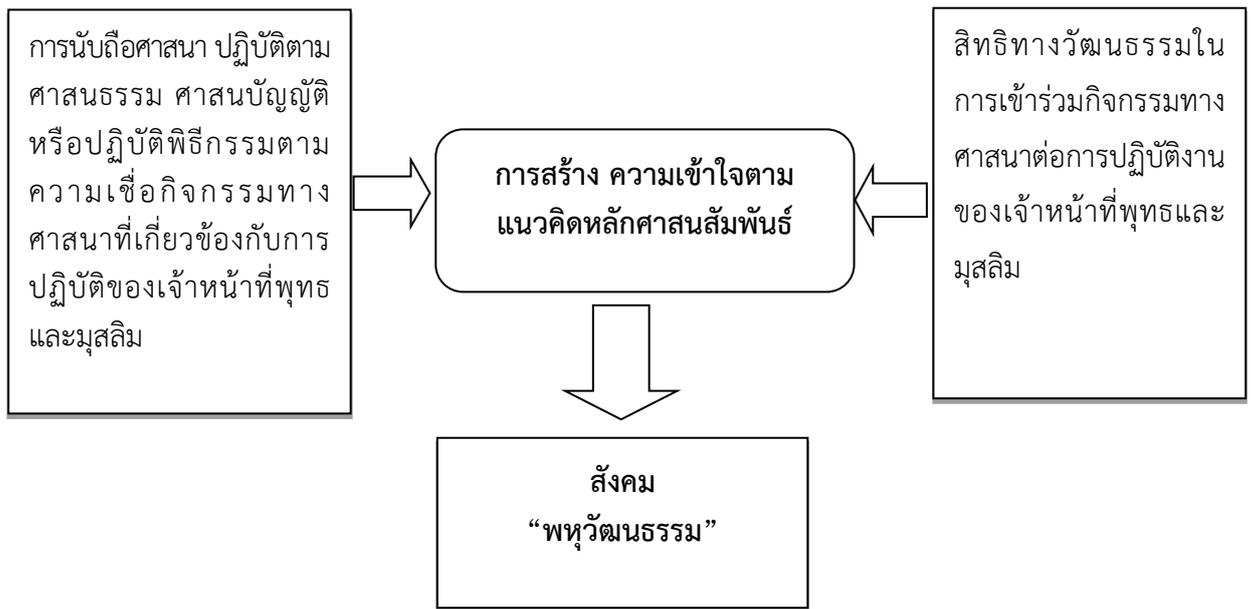 การนับถือศาสนา ปฏิบัติตาม
ศาสนธรรม ศาสนบัญญัติ
หรือปฏิบัติพิธีกรรมตาม
ความเชื่อกิจกรรมทาง
ศาสนาที่เกี่ยวข้องกับการ
ปฏิบัติของเจ้าหน้าที่พุทธ
และมุสลิม
การสร้าง ความเข้าใจตาม
แนวคิดหลักศาสนสัมพันธ์
สิทธิทางวัฒนธรรมใน
การเข้าร่วมกิจกรรมทาง
ศาสนาต่อการปฏิบัติงาน
ของเจ้าหน้าที่พุทธและ
มุสลิม
สังคม
“พหุวัฒนธรรม”